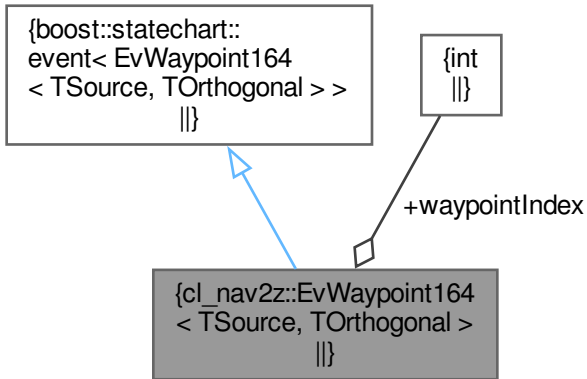 {boost::statechart::
event< EvWaypoint164
< TSource, TOrthogonal > >
||}
{int
||}
+waypointIndex
{cl_nav2z::EvWaypoint164
< TSource, TOrthogonal >
||}